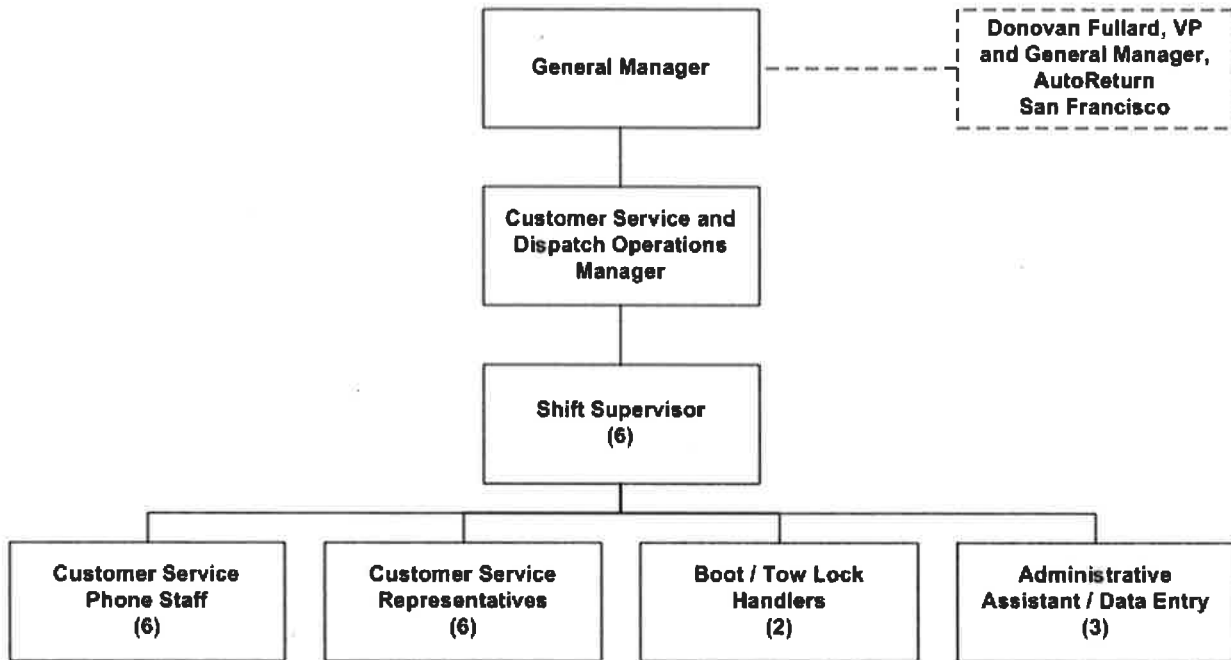 General Manager
Donovan Fullard, VP
and General Manager,
AutoReturn
San Francisco
Customer Service and
Dispatch Operations
Manager
Shift Supervisor
(6)
Customer Service
Phone Staff
(6)
Customer Service
Representatives
(6)
Boot / Tow Lock
Handlers
(2)
Administrative
Assistant / Data Entry
(3)